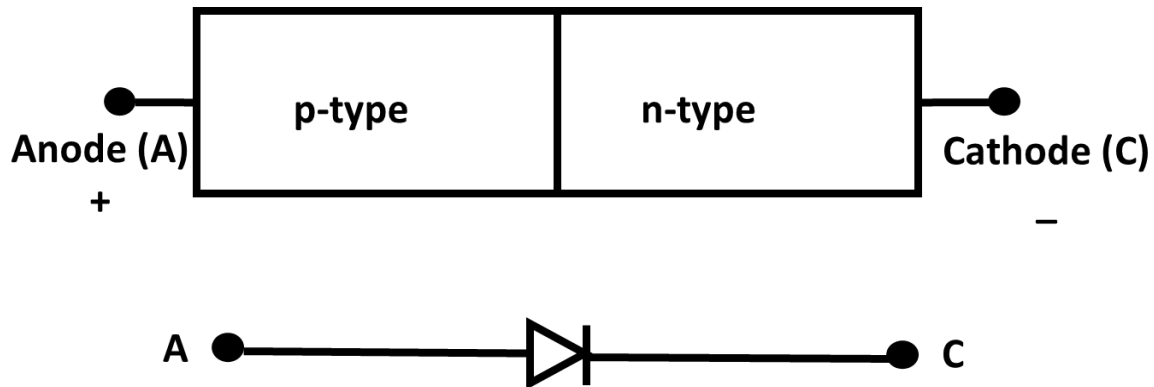 p-type
n-type
Anode (A)
Cathode (C)
+
–
A
C